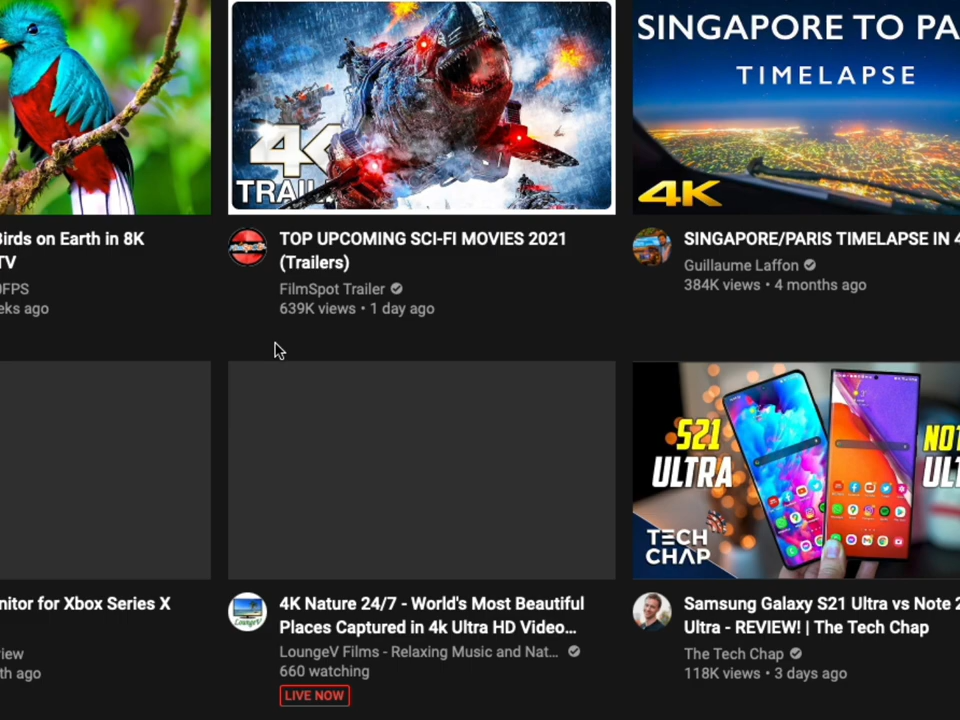 SINGAPORE TO PA
TIMELAPSE
4K
TRAIL
4K
Birds on Earth in 8K
TV
0FPS
eks ago
TOP UPCOMING SCI-FI MOVIES 2021
(Trailers)
FilmSpot Trailer
639K views • 1 day ago
SINGAPORE/PARIS TIMELAPSE IN 4
Guillaume Laffon
384K views • 4 months ago
S21
ULTRA
NOT
ULT
TECH
CHAP
nitor for Xbox Series X
iew
th ago
4K Nature 24/7 - World's Most Beautiful
Places Captured in 4k Ultra HD Video...
LoungeV Films - Relaxing Music and Nat...
660 watching
LIVE NOW
LoungeV
Samsung Galaxy S21 Ultra vs Note 2
Ultra - REVIEW! | The Tech Chap
The Tech Chap
118K views • 3 days ago